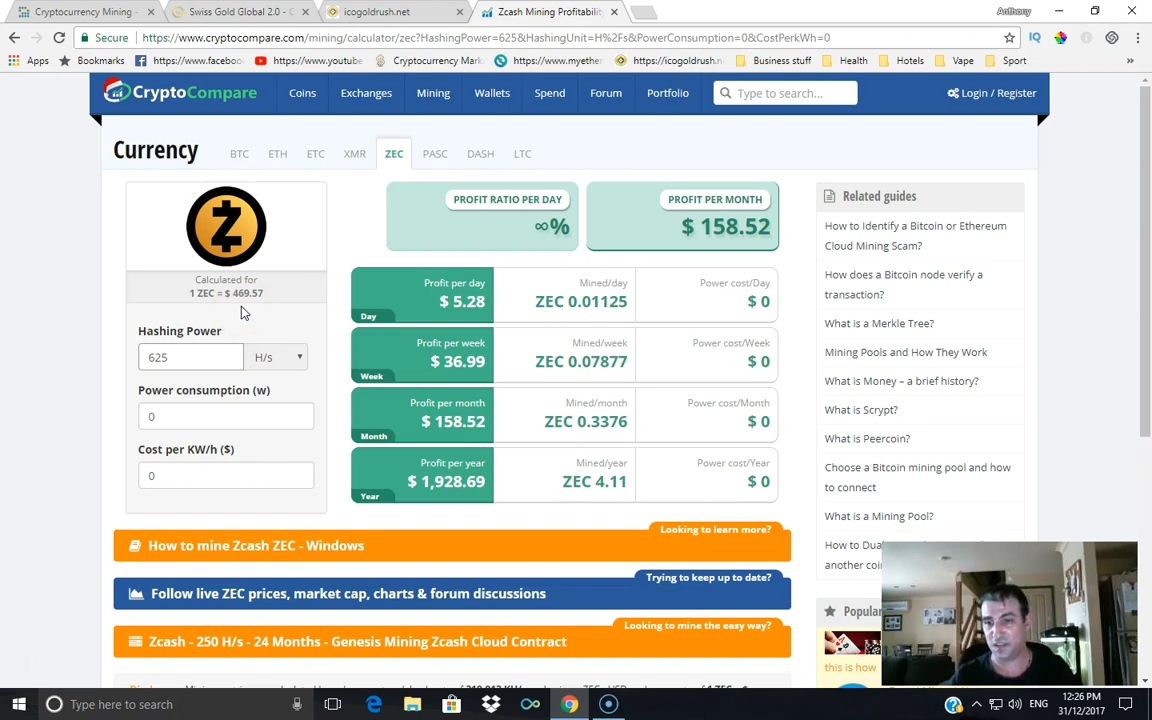 Cryptocurrency Mining -
Swiss Gold Global 2.0 - C
icogoldrush.net
Zcash Mining Profitabilit
Anthony
Secure
https://www.cryptocompare.com/mining/calculator/zec?HashingPower=625&HashingUnit=H%2Fs&PowerConsumption=0&CostPerkWh=0
Apps
Bookmarks
https://www.faceboo
https://www.youtube
Cryptocurrency Mark
https://www.myethe
https://icogoldrush.n
Business stuff
Health
Hotels
Vape
Sport
CryptoCompare
Coins
Exchanges
Mining
Wallets
Spend
Forum
Portfolio
Type to search...
Login / Register
Currency
BTC
ETH
ETC
XMR
ZEC
PASC
DASH
LTC
Calculated for
1 ZEC = $ 469.57
Hashing Power
625
H/s
Power consumption (w)
0
Cost per KW/h ($)
0
PROFIT RATIO PER DAY
∞%
PROFIT PER MONTH
$ 158.52
Profit per day
$ 5.28
Day
Mined/day
ZEC 0.01125
Power cost/Day
$ 0
Profit per week
$ 36.99
Week
Mined/week
ZEC 0.07877
Power cost/Week
$ 0
Profit per month
$ 158.52
Month
Mined/month
ZEC 0.3376
Power cost/Month
$ 0
Profit per year
$ 1,928.69
Year
Mined/year
ZEC 4.11
Power cost/Year
$ 0
Looking to learn more?
How to mine Zcash ZEC - Windows
Trying to keep up to date?
Follow live ZEC prices, market cap, charts & forum discussions
Looking to mine the easy way?
Zcash - 250 H/s - 24 Months - Genesis Mining Zcash Cloud Contract
Related guides
How to Identify a Bitcoin or Ethereum
Cloud Mining Scam?
How does a Bitcoin node verify a
transaction?
What is a Merkle Tree?
Mining Pools and How They Work
What is Money – a brief history?
What is Scrypt?
What is Peercoin?
Choose a Bitcoin mining pool and how
to connect
What is a Mining Pool?
How to Dual
another coi
Popula
this is how
Type here to search
ENG
12:26 PM
31/12/2017